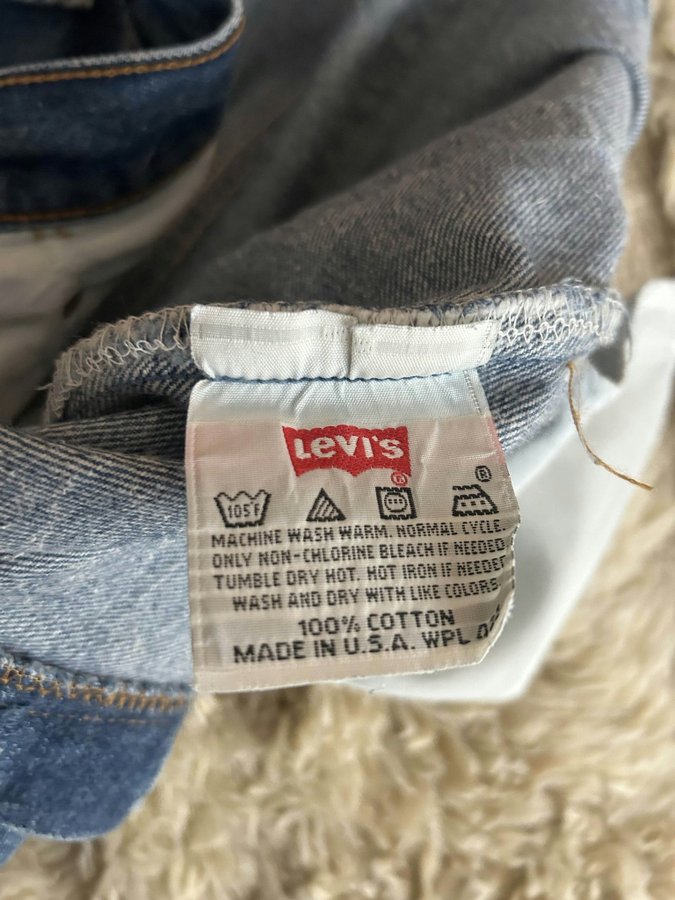 LEVI'S
®
®
105°F
MACHINE WASH WARM. NORMAL CYCLE.
ONLY NON-CHLORINE BLEACH IF NEEDED
TUMBLE DRY HOT. HOT IRON IF NEEDED
WASH AND DRY WITH LIKE COLORS.
100% COTTON
MADE IN U.S.A. WPL